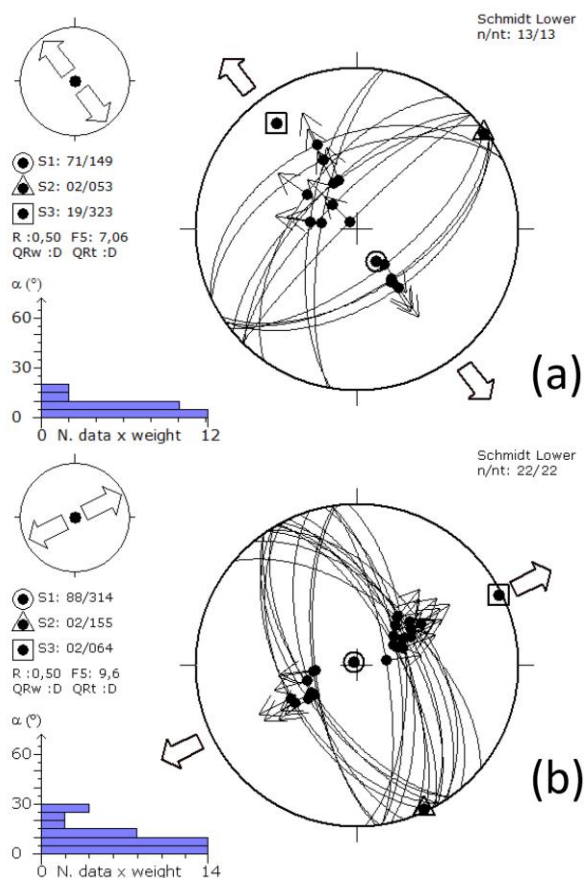 Schmidt Lower
n/nt: 13/13
S1: 71/149
S2: 02/053
S3: 19/323
R :0,50 F5: 7,06
QRw :D QRt :D
α (º)
60
30
0
0 N. data x weight 12
(a)
Schmidt Lower
n/nt: 22/22
S1: 88/314
S2: 02/155
S3: 02/064
R :0,50 F5: 9,6
QRw :D QRt :D
α (º)
60
30
0
0 N. data x weight 14
(b)